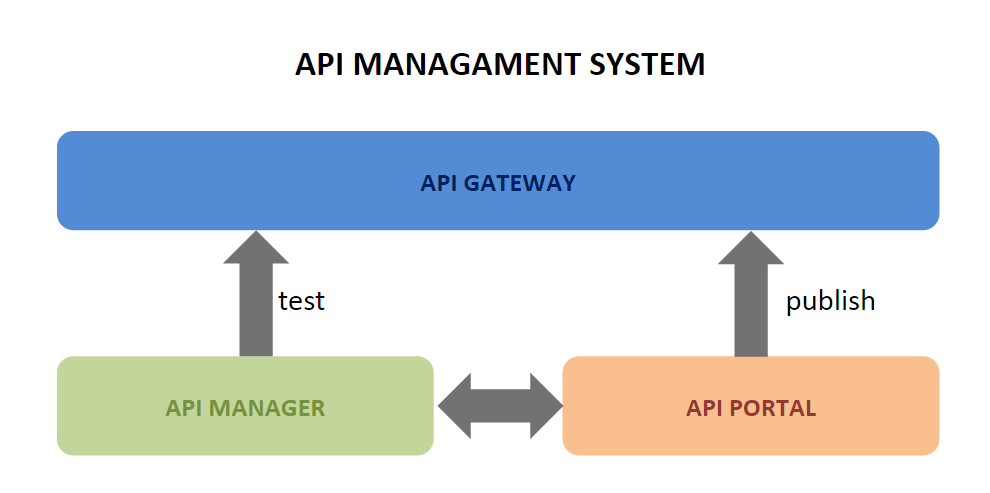 API MANAGAMENT SYSTEM
API GATEWAY
test
publish
API MANAGER
API PORTAL